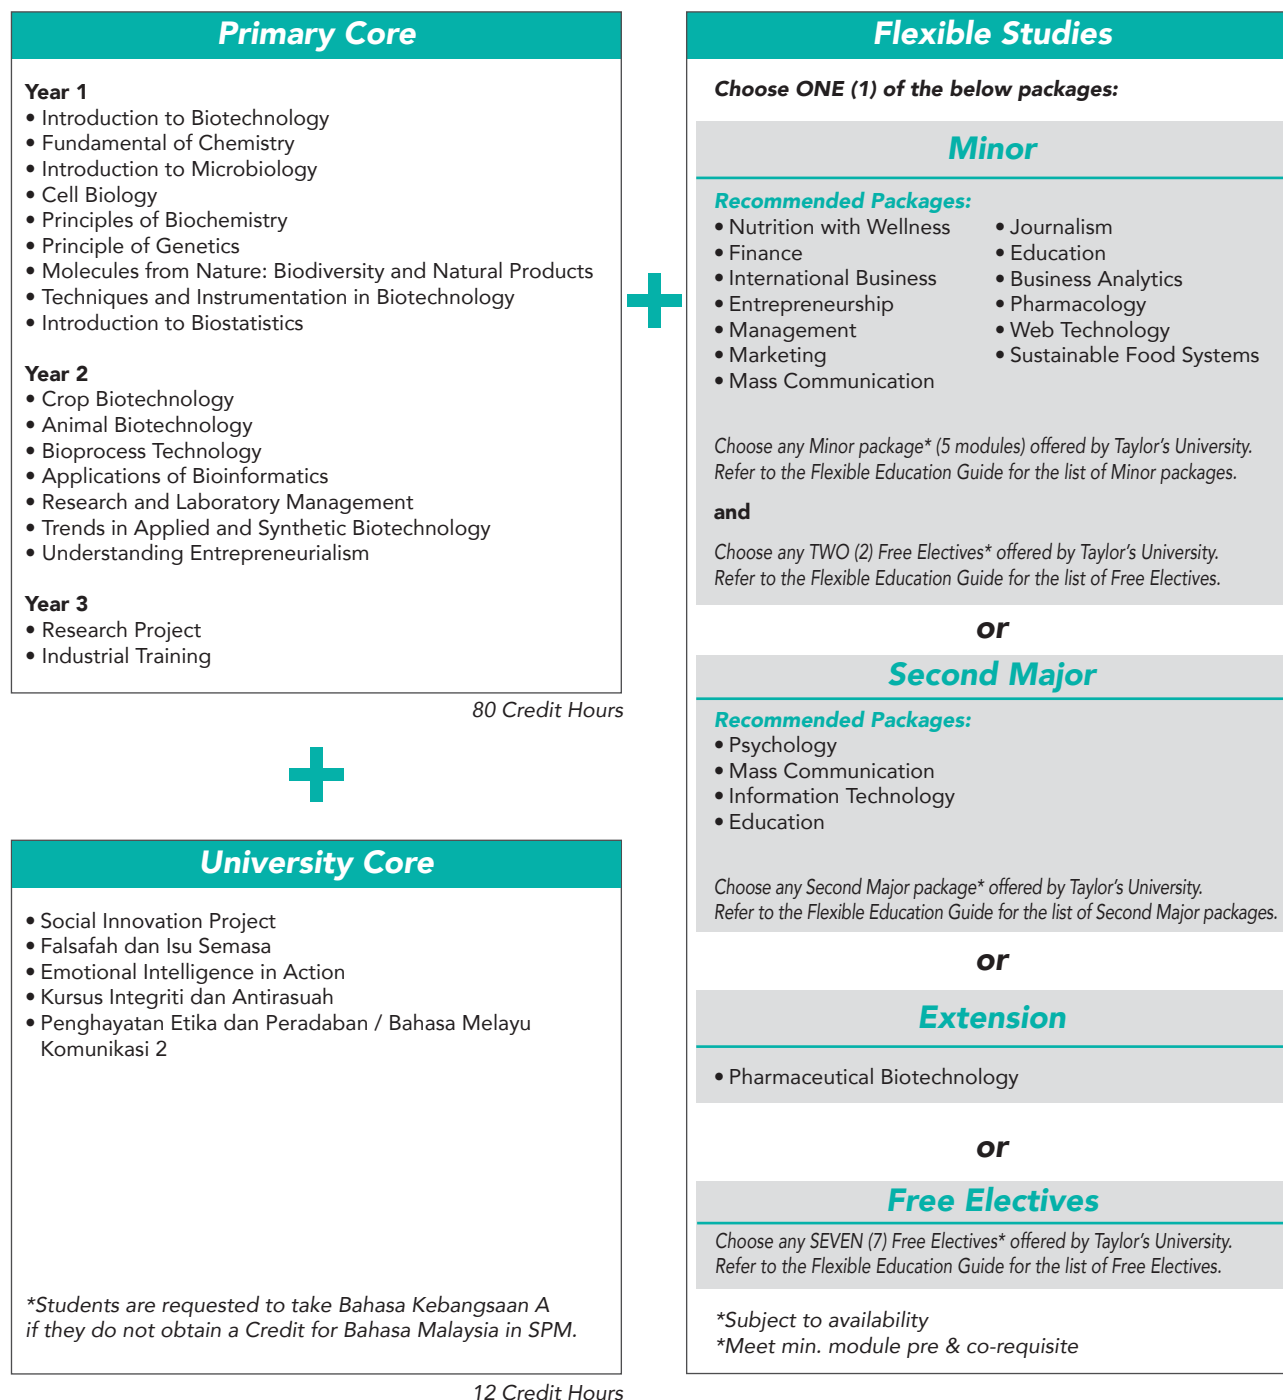 Primary Core
Year 1
• Introduction to Biotechnology
• Fundamental of Chemistry
• Introduction to Microbiology
• Cell Biology
• Principles of Biochemistry
• Principle of Genetics
• Molecules from Nature: Biodiversity and Natural Products
• Techniques and Instrumentation in Biotechnology
• Introduction to Biostatistics
Year 2
• Crop Biotechnology
• Animal Biotechnology
• Bioprocess Technology
• Applications of Bioinformatics
• Research and Laboratory Management
• Trends in Applied and Synthetic Biotechnology
• Understanding Entrepreneurialism
Year 3
• Research Project
• Industrial Training
80 Credit Hours
+
University Core
• Social Innovation Project
• Falsafah dan Isu Semasa
• Emotional Intelligence in Action
• Kursus Integriti dan Antirasuah
• Penghayatan Etika dan Peradaban / Bahasa Melayu
Komunikasi 2
*Students are requested to take Bahasa Kebangsaan A
if they do not obtain a Credit for Bahasa Malaysia in SPM.
12 Credit Hours
+
Flexible Studies
Choose ONE (1) of the below packages:
Minor
Recommended Packages:
• Nutrition with Wellness
• Finance
• International Business
• Entrepreneurship
• Management
• Marketing
• Mass Communication
• Journalism
• Education
• Business Analytics
• Pharmacology
• Web Technology
• Sustainable Food Systems
Choose any Minor package* (5 modules) offered by Taylor's University.
Refer to the Flexible Education Guide for the list of Minor packages.
and
Choose any TWO (2) Free Electives* offered by Taylor's University.
Refer to the Flexible Education Guide for the list of Free Electives.
or
Second Major
Recommended Packages:
• Psychology
• Mass Communication
• Information Technology
• Education
Choose any Second Major package* offered by Taylor's University.
Refer to the Flexible Education Guide for the list of Second Major packages.
or
Extension
• Pharmaceutical Biotechnology
or
Free Electives
Choose any SEVEN (7) Free Electives* offered by Taylor's University.
Refer to the Flexible Education Guide for the list of Free Electives.
*Subject to availability
*Meet min. module pre & co-requisite